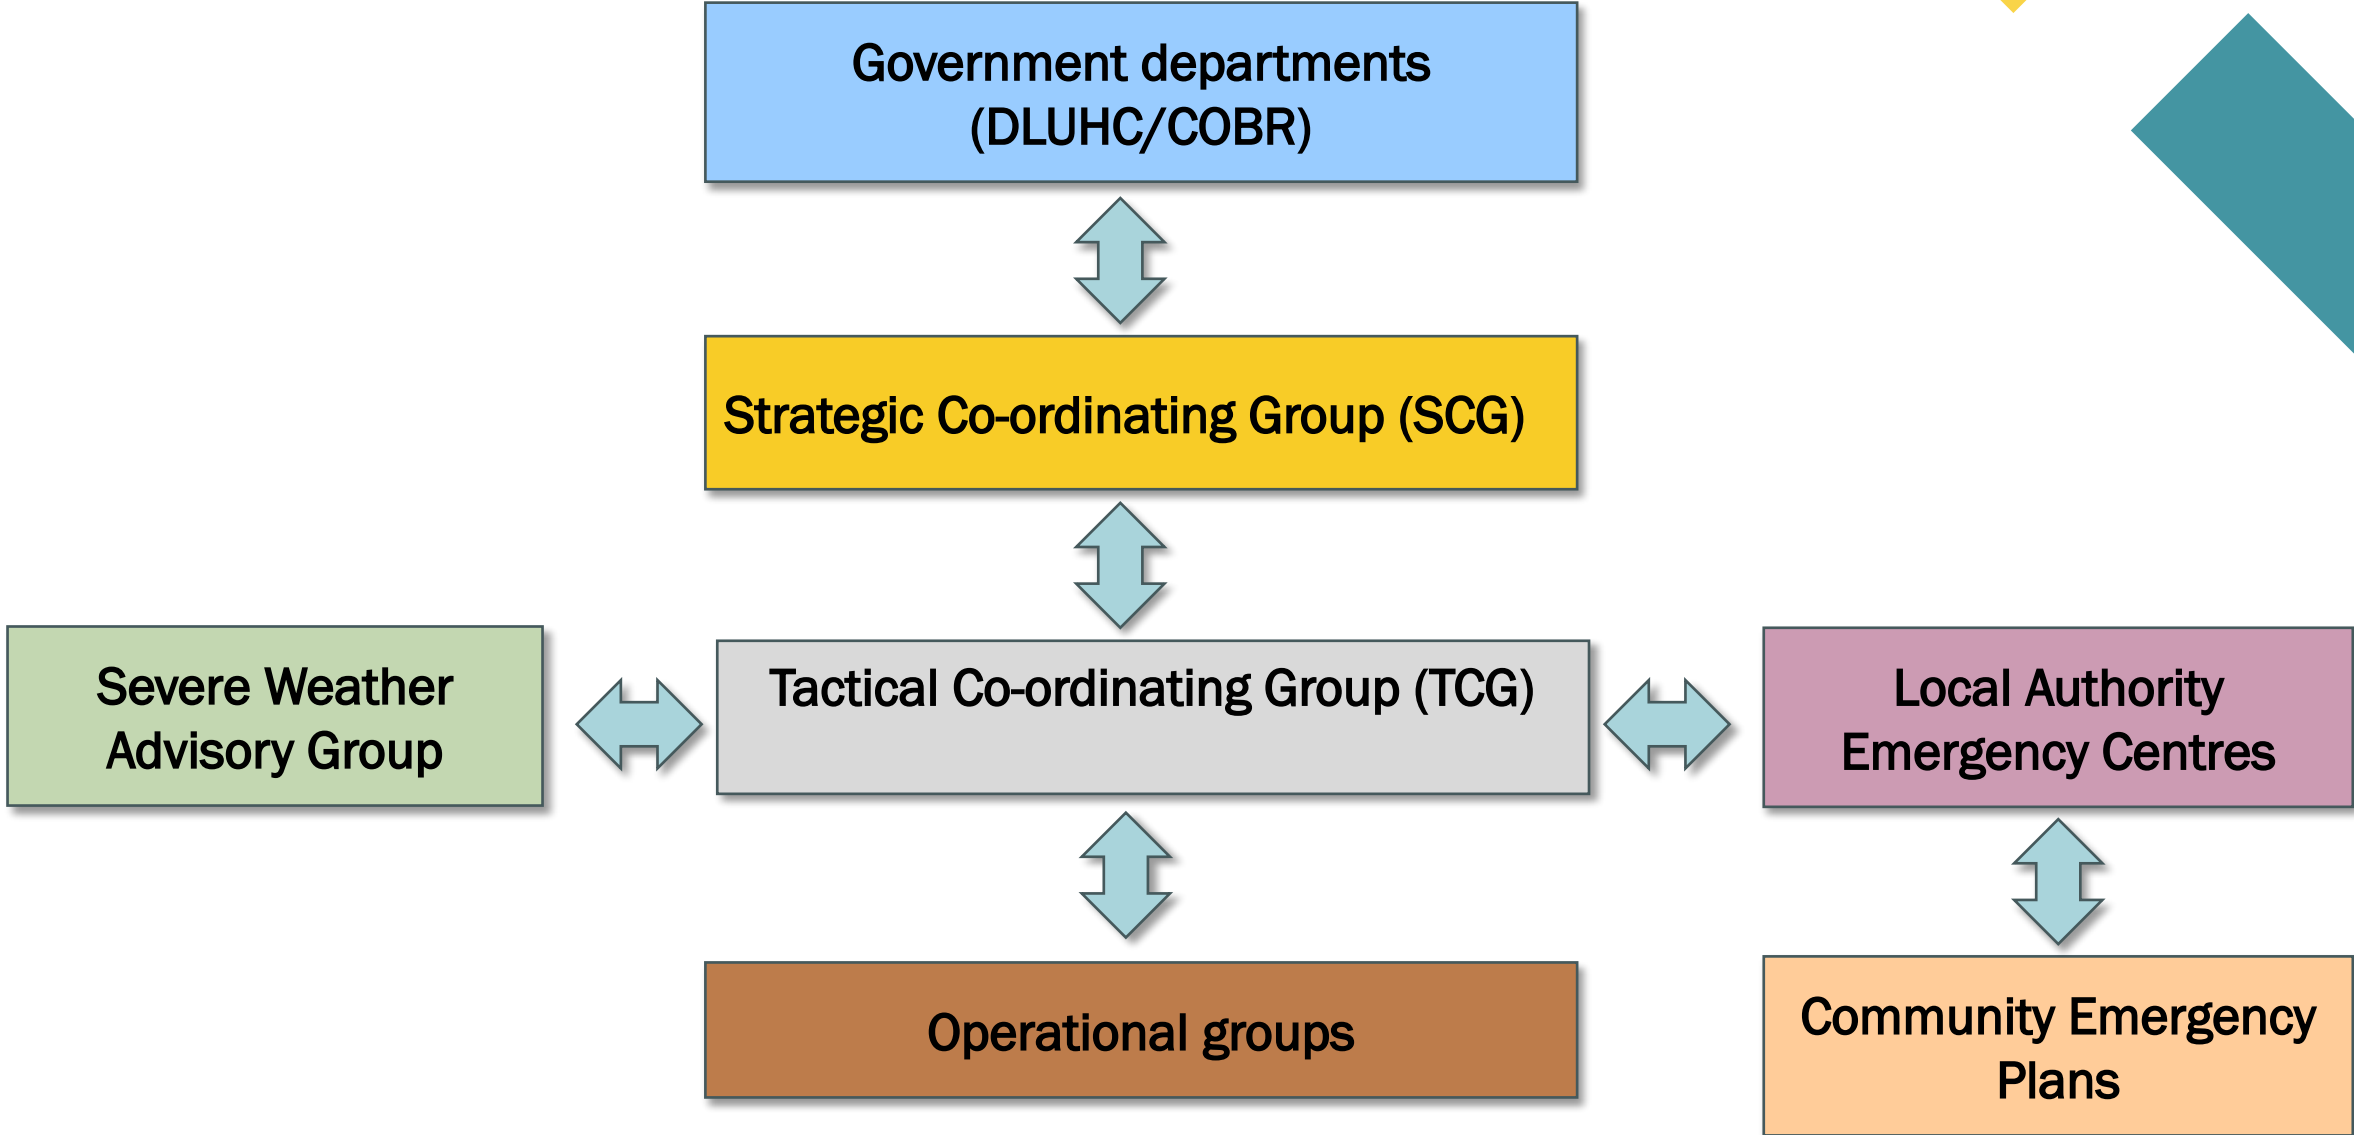 Government departments
(DLUHC/COBR)
Strategic Co-ordinating Group (SCG)
Severe Weather
Advisory Group
Tactical Co-ordinating Group (TCG)
Local Authority
Emergency Centres
Operational groups
Community Emergency
Plans